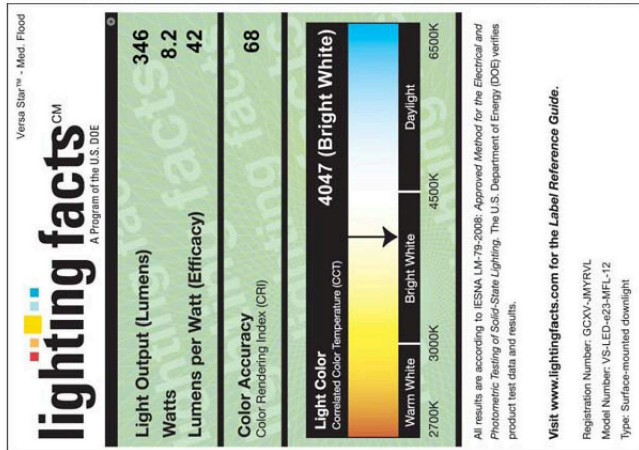 Versa Star™ - Med. Flood
lighting facts CM
A Program of the U.S. DOE
Light Output (Lumens) 346
Watts 8.2
Lumens per Watt (Efficacy) 42
Color Accuracy 68
Color Rendering Index (CRI)
Light Color
Correlated Color Temperature (CCT)
4047 (Bright White)
Warm White Bright White Daylight
2700K 3000K 4500K 6500K
All results are according to IESNA LM-79-2008: Approved Method for the Electrical and
Photometric Testing of Solid-State Lighting. The U.S. Department of Energy (DOE) verifies
product test data and results.
Visit www.lightingfacts.com for the Label Reference Guide.
Registration Number: GCXV-JMYRVL
Model Number: VS-LED-e23-MFL-12
Type: Surface-mounted downlight